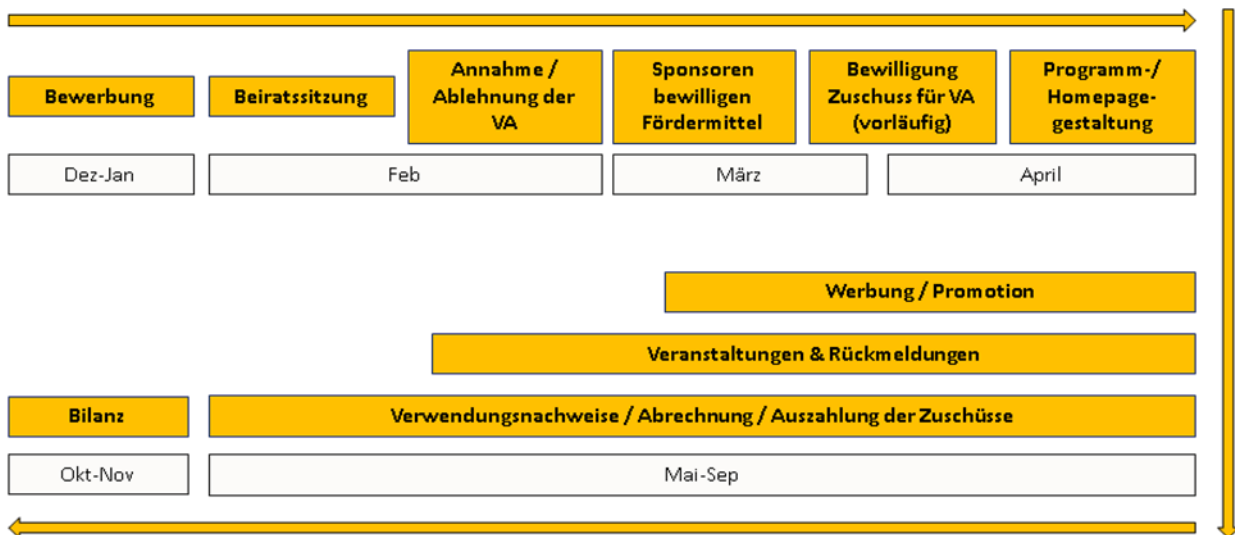 Bewerbung
Beiratssitzung
Annahme /
Ablehnung der
VA
Sponsoren
bewilligen
Fördermittel
Bewilligung
Zuschuss für VA
(vorläufig)
Programm-/
Homepage-
gestaltung
Dez-Jan
Feb
März
April
Werbung / Promotion
Veranstaltungen & Rückmeldungen
Bilanz
Verwendungsnachweise / Abrechnung / Auszahlung der Zuschüsse
Okt-Nov
Mai-Sep